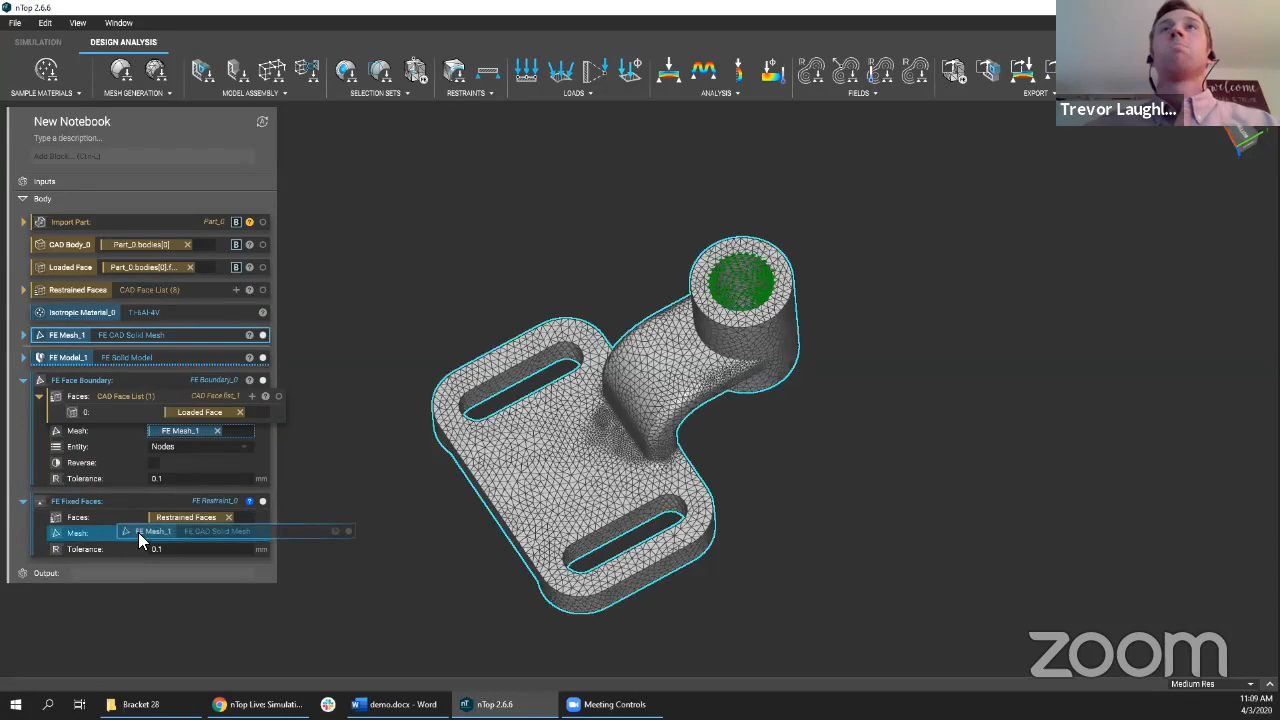 nTop 2.6.6
File Edit View Window
SIMULATION DESIGN ANALYSIS
SAMPLE MATERIALS MESH GENERATION MODEL ASSEMBLY SELECTION SETS RESTRAINTS LOADS ANALYSIS FIELDS EXPORT
welcome
Trevor Laughl...
New Notebook
Type a description...
Add Block... (Ctrl-L)
Inputs
Body
Import Part: Part_0 B
CAD Body_0 Part_0.bodies[0] B
Loaded Face Part_0.bodies[0].f... B
Restrained Faces CAD Face List (8)
Isotropic Material_0 Ti-6Al-4V
FE Mesh_1 FE CAD Solid Mesh
FE Model_1 FE Solid Model
FE Face Boundary: FE Boundary_0
Faces: CAD Face List (1) CAD Face list_1
0: Loaded Face
Mesh: FE Mesh_1
Entity: Nodes
Reverse:
R Tolerance: 0.1 mm
FE Fixed Faces: FE Restraint_0
Faces: Restrained Faces
Mesh: FE Mesh_1 FE CAD Solid Mesh
R Tolerance: 0.1 mm
Output:
zoom
Medium Res
Bracket 28 nTop Live: Simulati... demo.docx - Word nTop 2.6.6 Meeting Controls
11:09 AM
4/3/2020